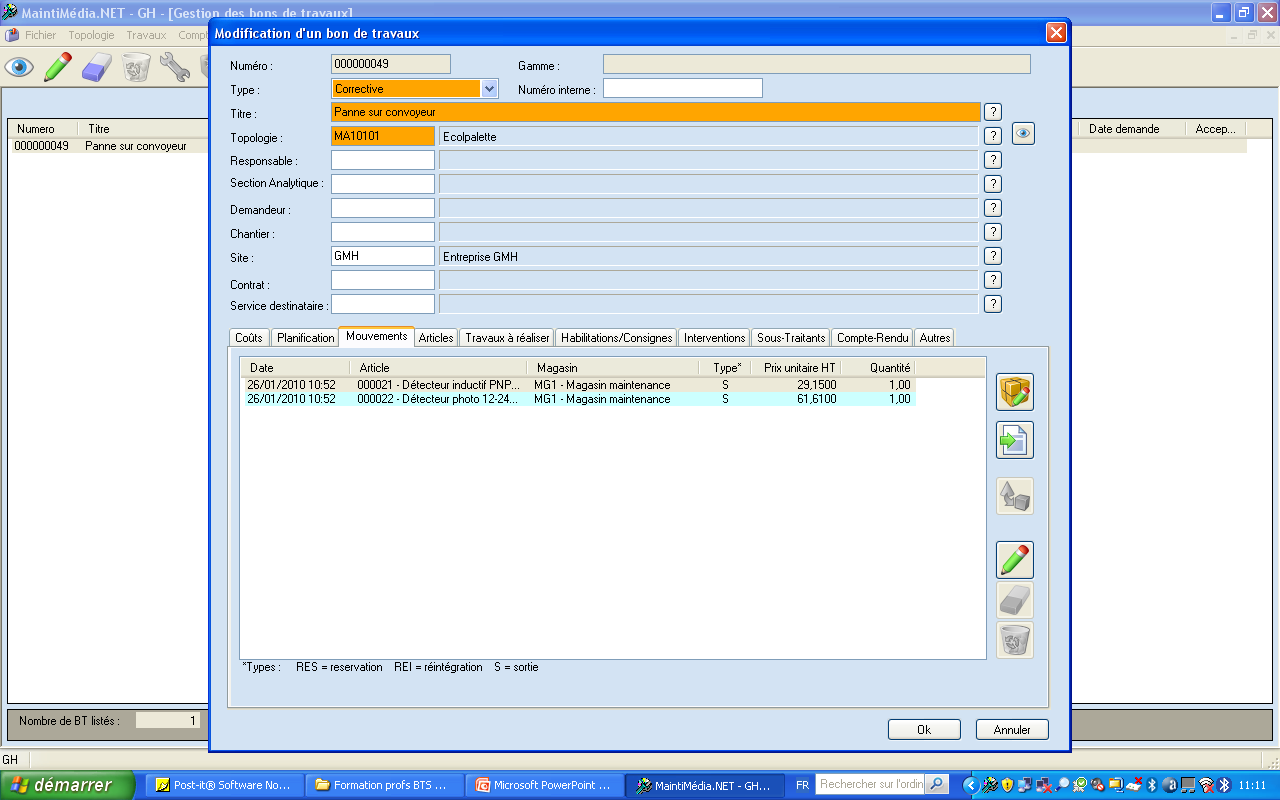 MaintiMédia.NET - GH - [Gestion des bons de travaux]
Fichier Topologie Travaux
Modification d'un bon de travaux
Numéro : 000000049 Gamme :
Type : Corrective Numéro interne :
Titre : Panne sur convoyeur ?
Topologie : MA10101 Ecolpalette ?
Responsable : ?
Section Analytique : ?
Demandeur : ?
Chantier : ?
Site : GMH Entreprise GMH ?
Contrat : ?
Service destinataire : ?
Numero Titre Date demande Accep...
000000049 Panne sur convoyeur
Coûts Planification Mouvements Articles Travaux à réaliser Habilitations/Consignes Interventions Sous-Traitants Compte-Rendu Autres
Date Article Magasin Type* Prix unitaire HT Quantité
26/01/2010 10:52 000021 - Détecteur inductif PNP... MG1 - Magasin maintenance S 29,1500 1,00
26/01/2010 10:52 000022 - Détecteur photo 12-24... MG1 - Magasin maintenance S 61,6100 1,00
*Types : RES = reservation REI = réintégration S = sortie
Ok Annuler
Nombre de BT listés : 1
GH
démarrer Post-it® Software No... Formation profs BTS ... Microsoft PowerPoint ... MaintiMédia.NET - GH... FR Rechercher sur l'ordin 11:11